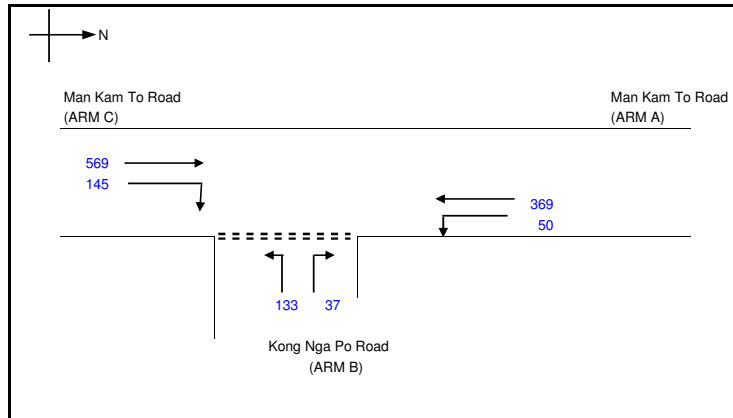 N
Man Kam To Road
(ARM C)
Man Kam To Road
(ARM A)
569
145
369
50
133 37
Kong Nga Po Road
(ARM B)